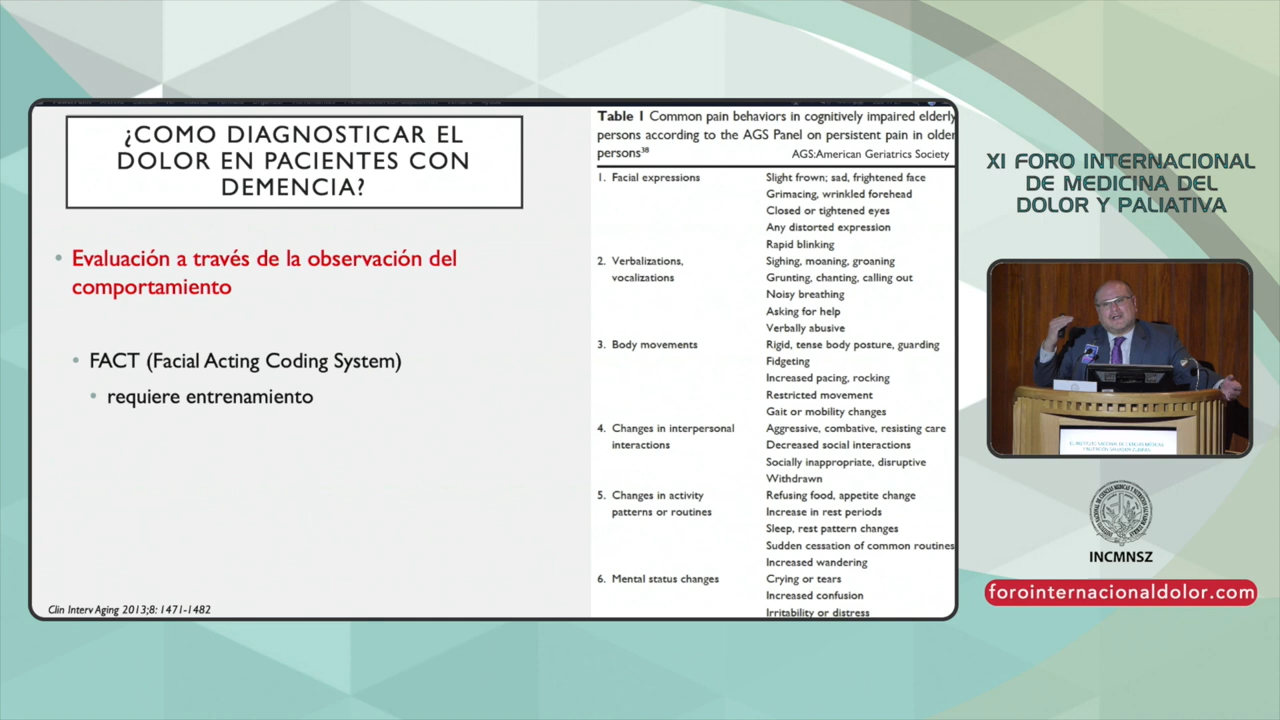 ¿COMO DIAGNOSTICAR EL
DOLOR EN PACIENTES CON
DEMENCIA?
• Evaluación a través de la observación del
comportamiento
• FACT (Facial Acting Coding System)
• requiere entrenamiento
Clin Interv Aging 2013;8: 1471-1482
Table 1 Common pain behaviors in cognitively impaired elderly
persons according to the AGS Panel on persistent pain in older
persons³⁸ AGS:American Geriatrics Society
1. Facial expressions Slight frown; sad, frightened face
Grimacing, wrinkled forehead
Closed or tightened eyes
Any distorted expression
Rapid blinking
2. Verbalizations, Sighing, moaning, groaning
vocalizations Grunting, chanting, calling out
Noisy breathing
Asking for help
Verbally abusive
3. Body movements Rigid, tense body posture, guarding
Fidgeting
Increased pacing, rocking
Restricted movement
Gait or mobility changes
4. Changes in interpersonal Aggressive, combative, resisting care
interactions Decreased social interactions
Socially inappropriate, disruptive
Withdrawn
5. Changes in activity Refusing food, appetite change
patterns or routines Increase in rest periods
Sleep, rest pattern changes
Sudden cessation of common routines
Increased wandering
6. Mental status changes Crying or tears
Increased confusion
Irritability or distress
XI FORO INTERNACIONAL
DE MEDICINA DEL
DOLOR Y PALIATIVA
INCMNSZ
forointernacionaldolor.com